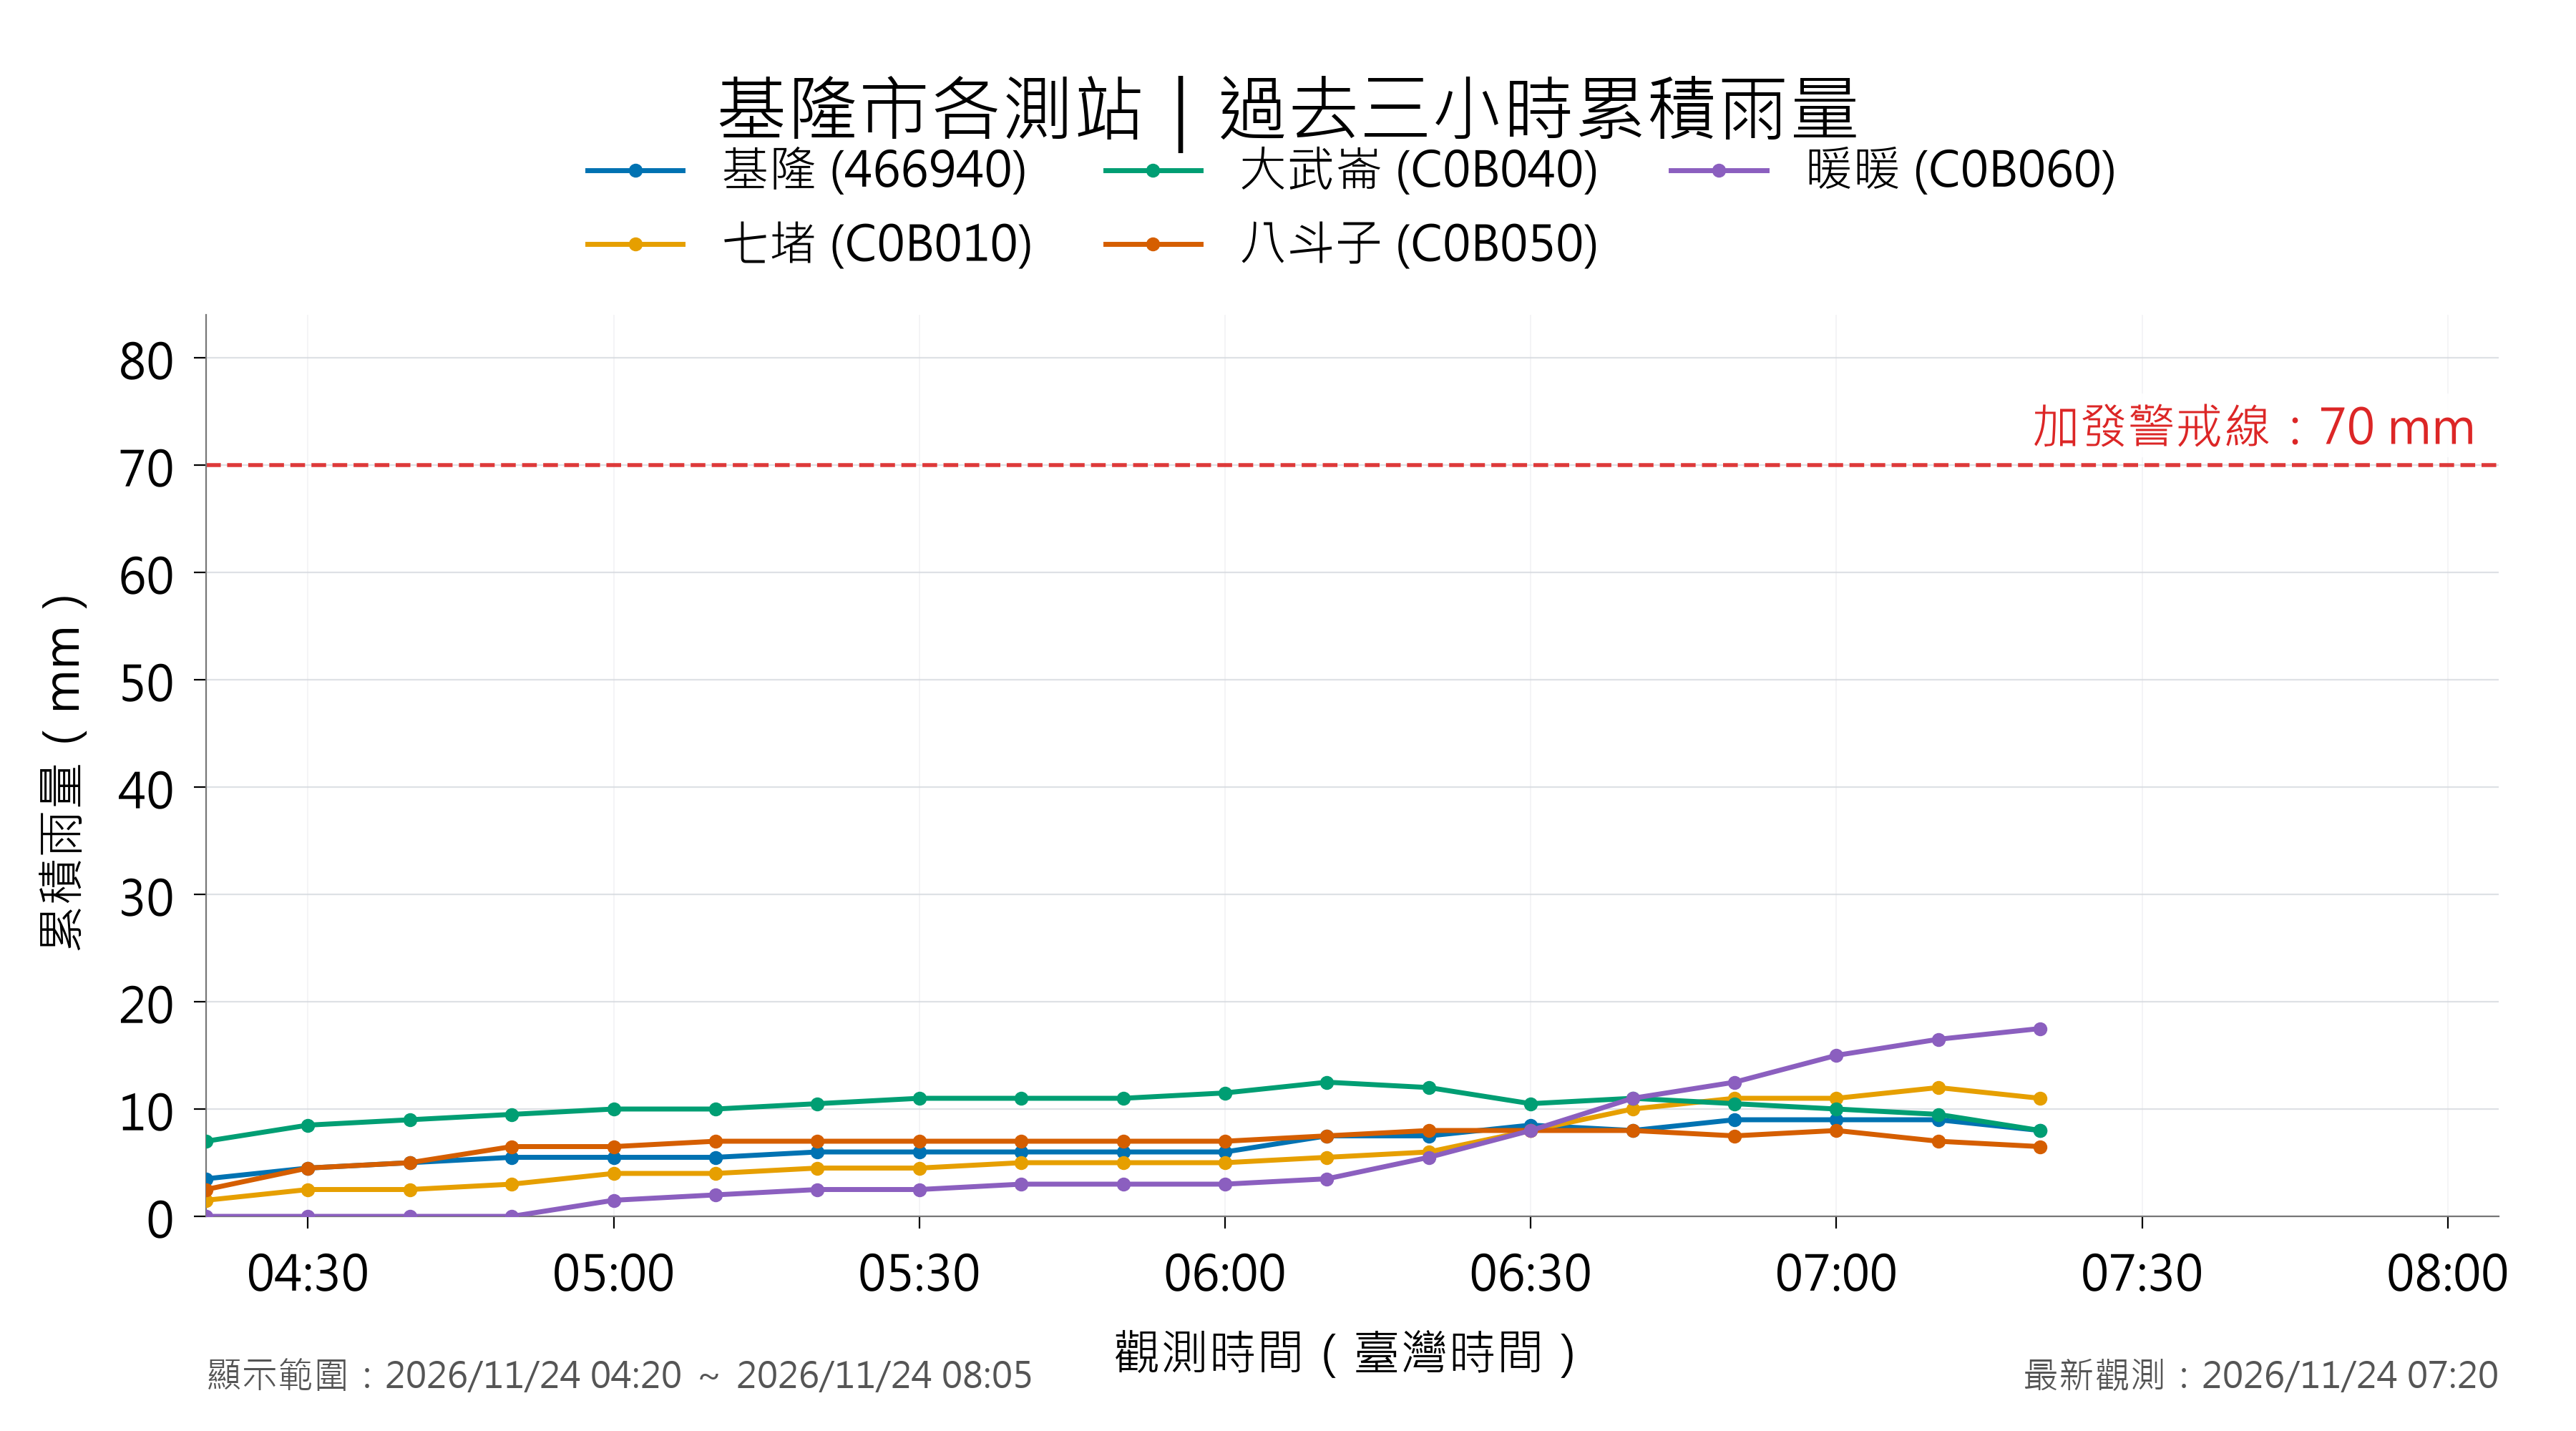 基隆市各測站｜過去三小時累積雨量
基隆 (466940)
大武崙 (C0B040)
暖暖 (C0B060)
七堵 (C0B010)
八斗子 (C0B050)
累積雨量（mm）
80
70
60
50
40
30
20
10
0
加發警戒線：70 mm
04:30
05:00
05:30
06:00
06:30
07:00
07:30
08:00
觀測時間（臺灣時間）
顯示範圍：2026/11/24 04:20 ~ 2026/11/24 08:05
最新觀測：2026/11/24 07:20